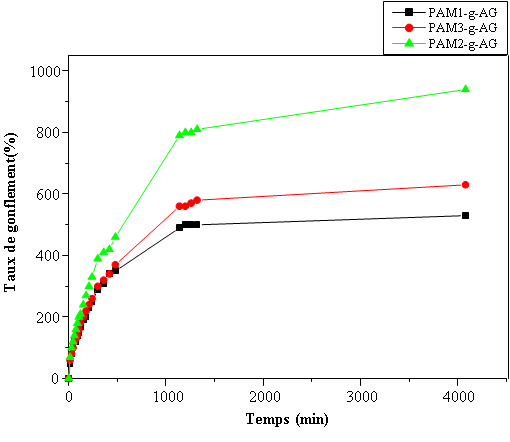 PAM1-g-AG
PAM3-g-AG
PAM2-g-AG
1000
800
600
400
200
0
0 1000 2000 3000 4000
Taux de gonflement(%)
Temps (min)